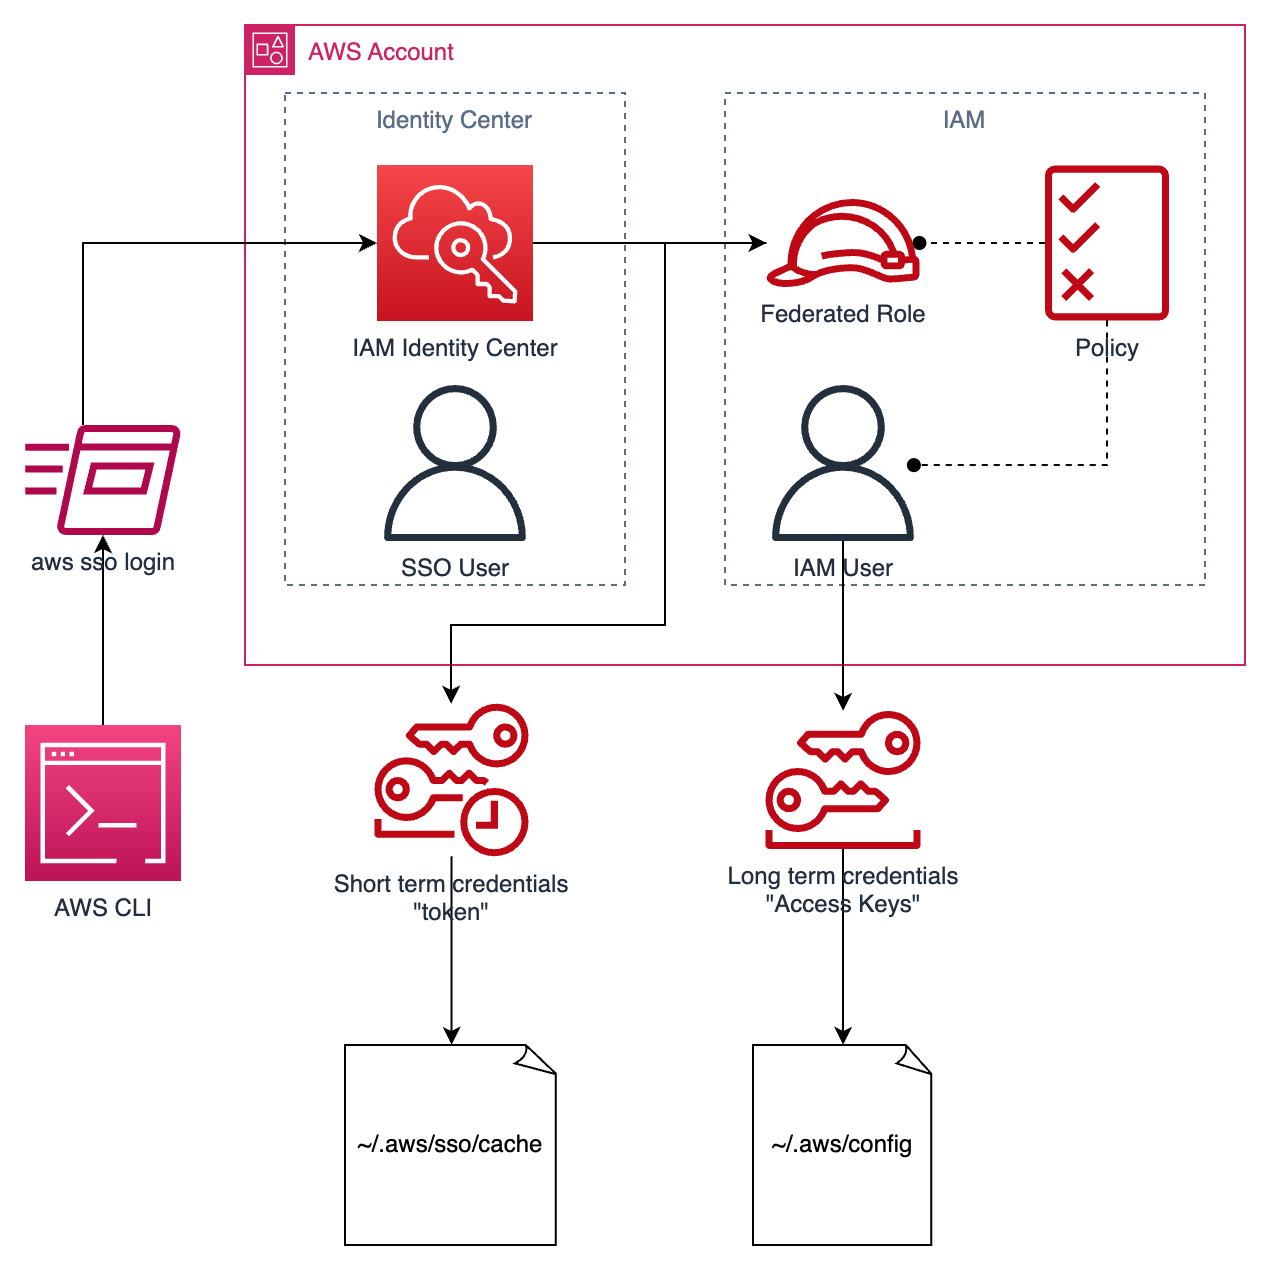 AWS Account
Identity Center
IAM
Federated Role
IAM Identity Center
Policy
aws sso login
SSO User
IAM User
Short term credentials
"token"
Long term credentials
"Access Keys"
AWS CLI
~/.aws/sso/cache
~/.aws/config